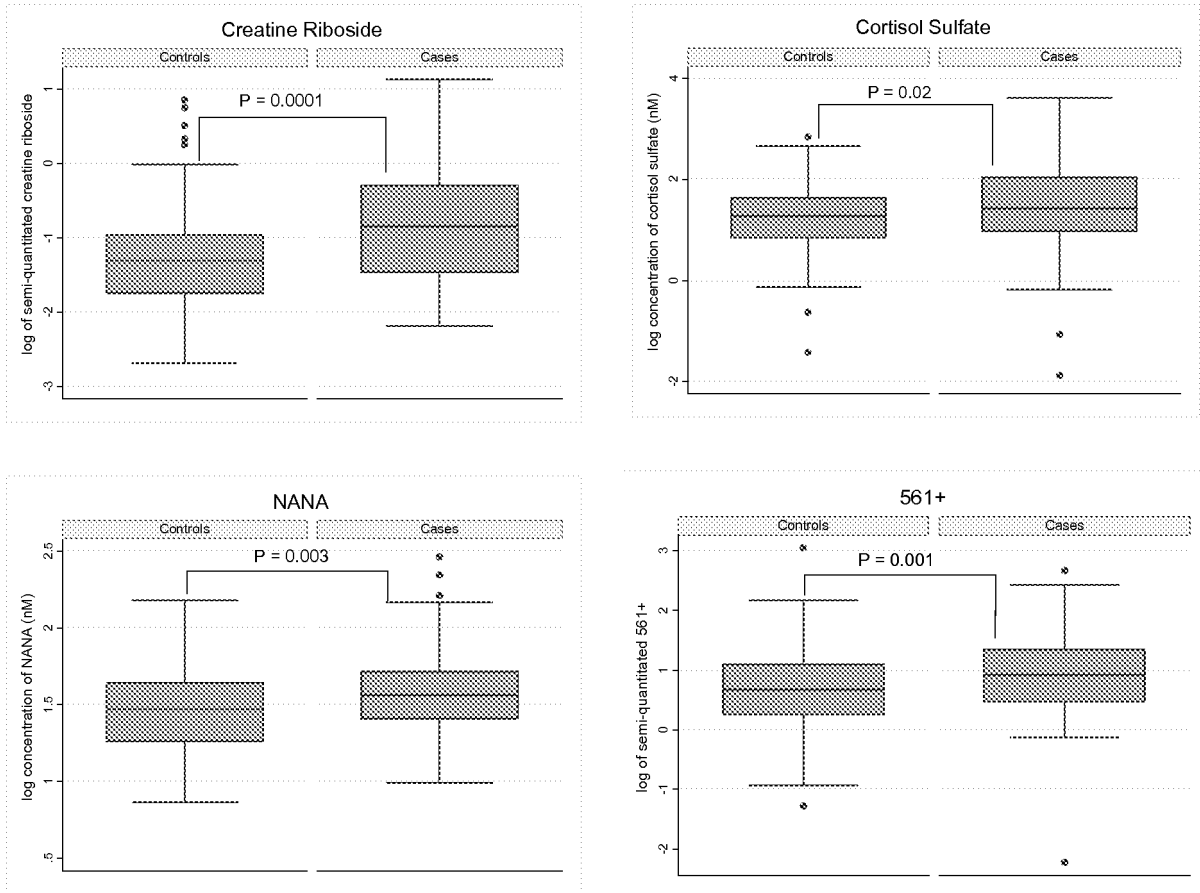 Creatine Riboside
Controls
Cases
P = 0.0001
log of semi-quantitated creatine riboside
1
0
-1
-2
-3
Cortisol Sulfate
Controls
Cases
P = 0.02
log concentration of cortisol sulfate (nM)
4
2
0
-2
NANA
Controls
Cases
P = 0.003
log concentration of NANA (nM)
2.5
2
1.5
1
.5
561+
Controls
Cases
P = 0.001
log of semi-quantitated 561+
3
2
1
0
-1
-2